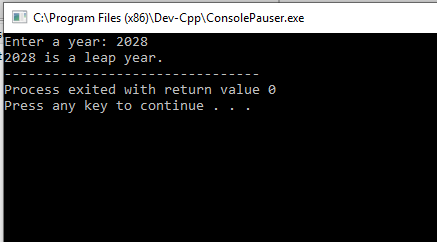 C:\Program Files (x86)\Dev-Cpp\ConsolePauser.exe
Enter a year: 2028
2028 is a leap year.
--------------------------------
Process exited with return value 0
Press any key to continue . . .